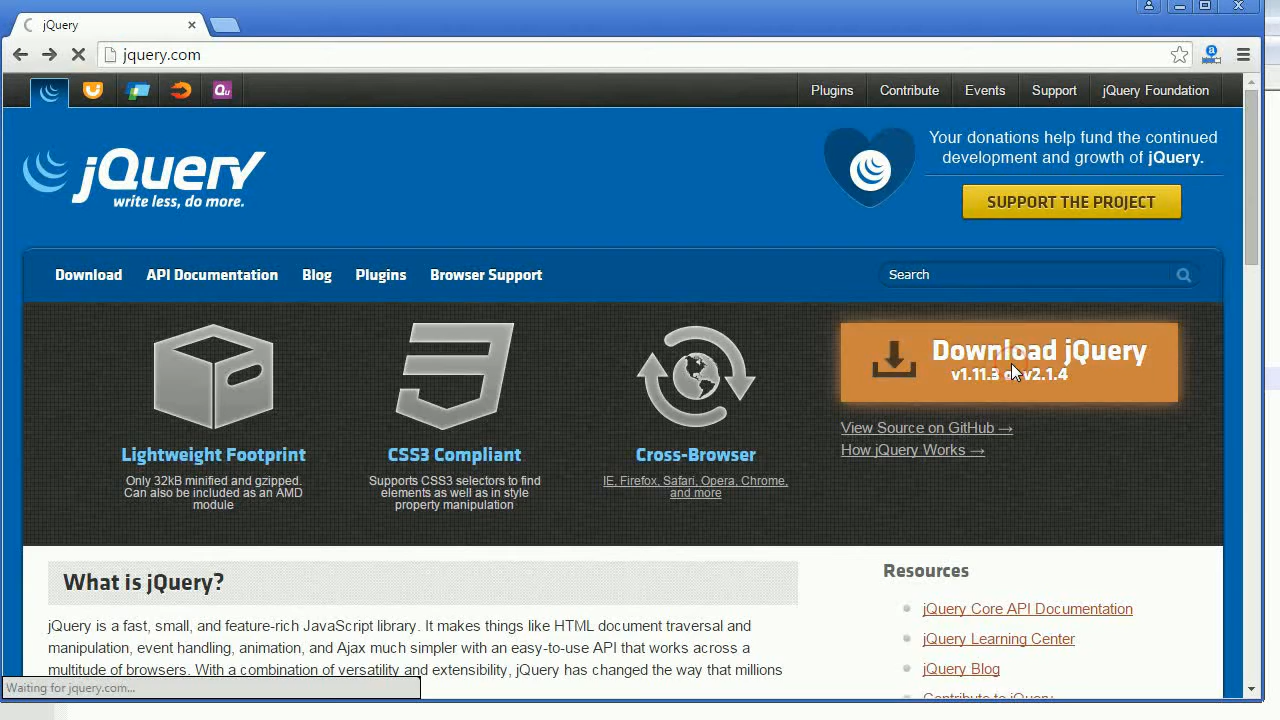 jQuery
jquery.com
Plugins
Contribute
Events
Support
jQuery Foundation
jQuery
write less, do more.
Your donations help fund the continued
development and growth of jQuery.
SUPPORT THE PROJECT
Download
API Documentation
Blog
Plugins
Browser Support
Search
Lightweight Footprint
Only 32kB minified and gzipped.
Can also be included as an AMD
module
CSS3 Compliant
Supports CSS3 selectors to find
elements as well as in style
property manipulation
Cross-Browser
IE, Firefox, Safari, Opera, Chrome,
and more
Download jQuery
v1.11.3 v2.1.4
View Source on GitHub →
How jQuery Works →
What is jQuery?
jQuery is a fast, small, and feature-rich JavaScript library. It makes things like HTML document traversal and
manipulation, event handling, animation, and Ajax much simpler with an easy-to-use API that works across a
multitude of browsers. With a combination of versatility and extensibility, jQuery has changed the way that millions
Resources
jQuery Core API Documentation
jQuery Learning Center
jQuery Blog
Contribute to jQuery
Waiting for jquery.com...